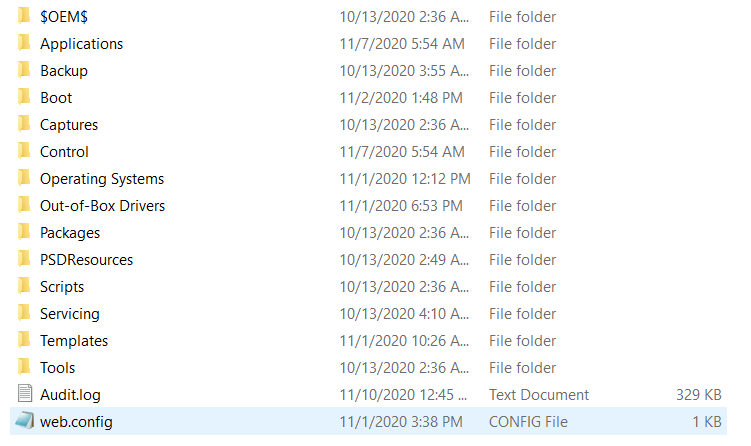 $OEM$ 10/13/2020 2:36 A... File folder
Applications 11/7/2020 5:54 AM File folder
Backup 10/13/2020 3:55 A... File folder
Boot 11/2/2020 1:48 PM File folder
Captures 10/13/2020 2:36 A... File folder
Control 11/7/2020 5:54 AM File folder
Operating Systems 11/1/2020 12:12 PM File folder
Out-of-Box Drivers 11/1/2020 6:53 PM File folder
Packages 10/13/2020 2:36 A... File folder
PSDResources 10/13/2020 2:49 A... File folder
Scripts 10/13/2020 2:36 A... File folder
Servicing 10/13/2020 4:10 A... File folder
Templates 11/1/2020 10:26 AM File folder
Tools 10/13/2020 2:36 A... File folder
Audit.log 11/10/2020 12:45 ... Text Document 329 KB
web.config 11/1/2020 3:38 PM CONFIG File 1 KB